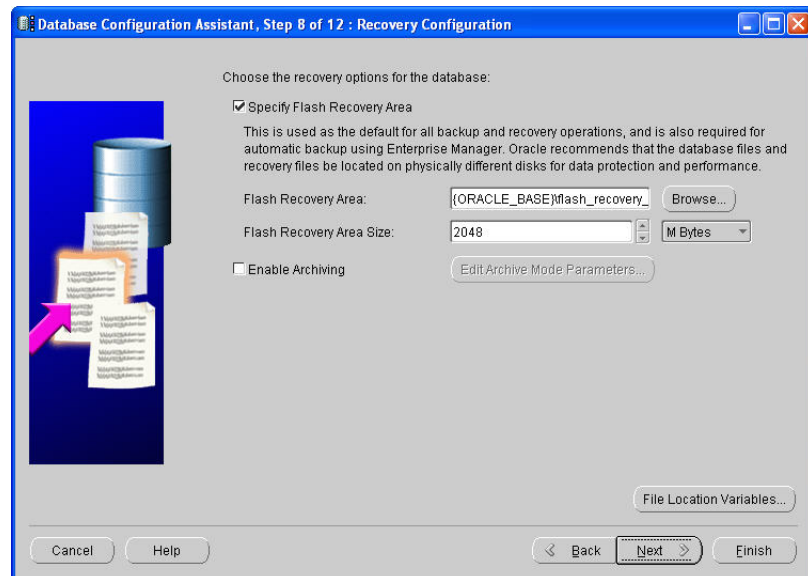 Database Configuration Assistant, Step 8 of 12 : Recovery Configuration
Choose the recovery options for the database:
Specify Flash Recovery Area
This is used as the default for all backup and recovery operations, and is also required for
automatic backup using Enterprise Manager. Oracle recommends that the database files and
recovery files be located on physically different disks for data protection and performance.
Flash Recovery Area: {ORACLE_BASE}\flash_recovery_ Browse...
Flash Recovery Area Size: 2048 M Bytes
Enable Archiving Edit Archive Mode Parameters...
File Location Variables...
Cancel Help Back Next Finish